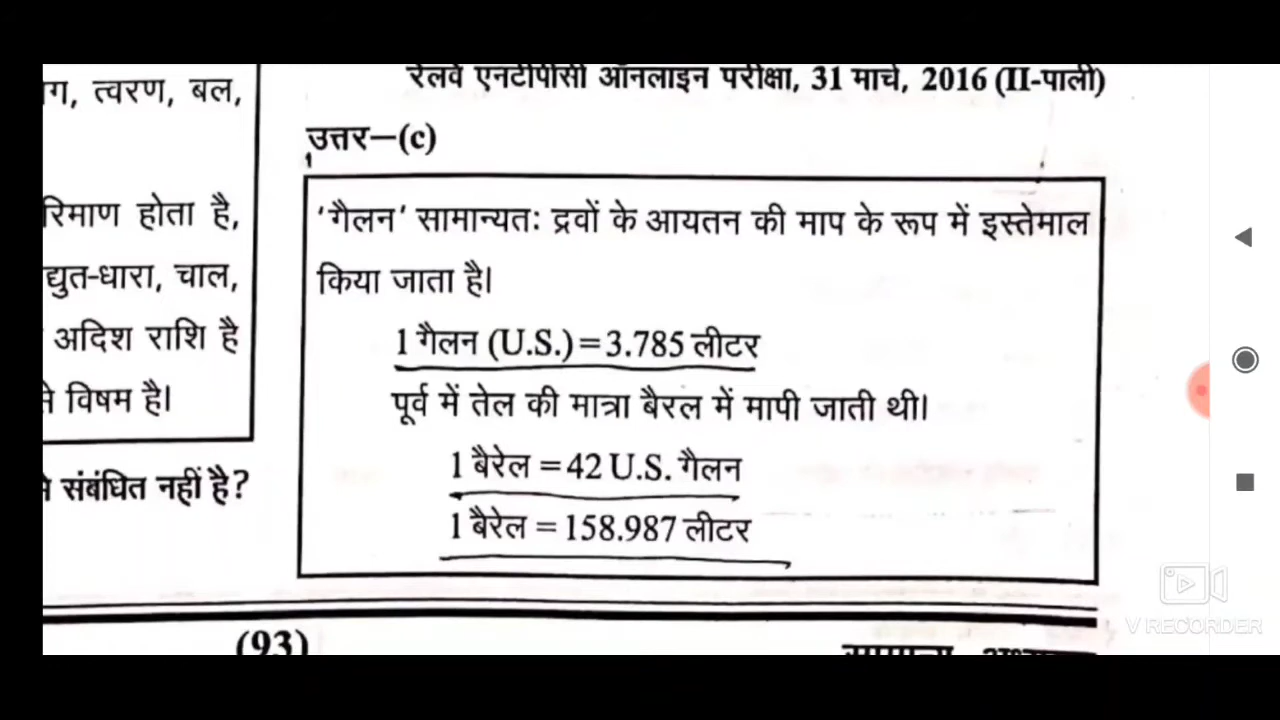 ग, त्वरण, बल,
रिमाण होता है,
द्युत-धारा, चाल,
अदिश राशि है
से विषम है।
संबंधित नहीं है?
रेलवे एनटीपीसी ऑनलाइन परीक्षा, 31 मार्च, 2016 (II-पाली)
उत्तर—(c)
'गैलन' सामान्यतः द्रवों के आयतन की माप के रूप में इस्तेमाल
किया जाता है।
1 गैलन (U.S.) = 3.785 लीटर
पूर्व में तेल की मात्रा बैरल में मापी जाती थी।
1 बैरेल = 42 U.S. गैलन
1 बैरेल = 158.987 लीटर
(93)
V RECORDER